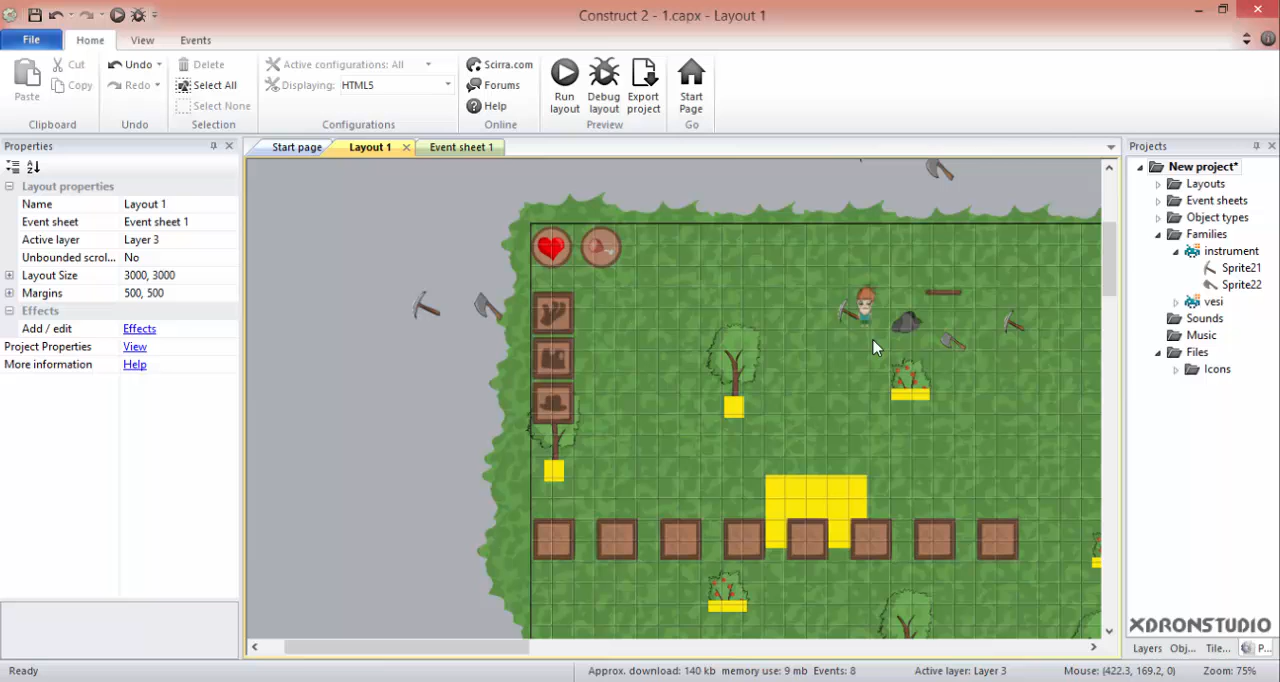 Construct 2 - 1.capx - Layout 1
File
Home
View
Events
Paste
Cut
Copy
Clipboard
Undo
Redo
Undo
Delete
Select All
Select None
Selection
Active configurations: All
Displaying: HTML5
Configurations
Scirra.com
Forums
Help
Online
Run layout
Debug layout
Export project
Preview
Start Page
Go
Properties
Layout properties
Name Layout 1
Event sheet Event sheet 1
Active layer Layer 3
Unbounded scrol... No
Layout Size 3000, 3000
Margins 500, 500
Effects
Add / edit Effects
Project Properties View
More information Help
Start page
Layout 1
Event sheet 1
Projects
New project*
Layouts
Event sheets
Object types
Families
instrument
Sprite21
Sprite22
vesi
Sounds
Music
Files
Icons
XDRONSTUDIO
Layers Obj... Tile... P...
Ready
Approx. download: 140 kb memory use: 9 mb Events: 8
Active layer: Layer 3
Mouse: (422.3, 169.2, 0)
Zoom: 75%